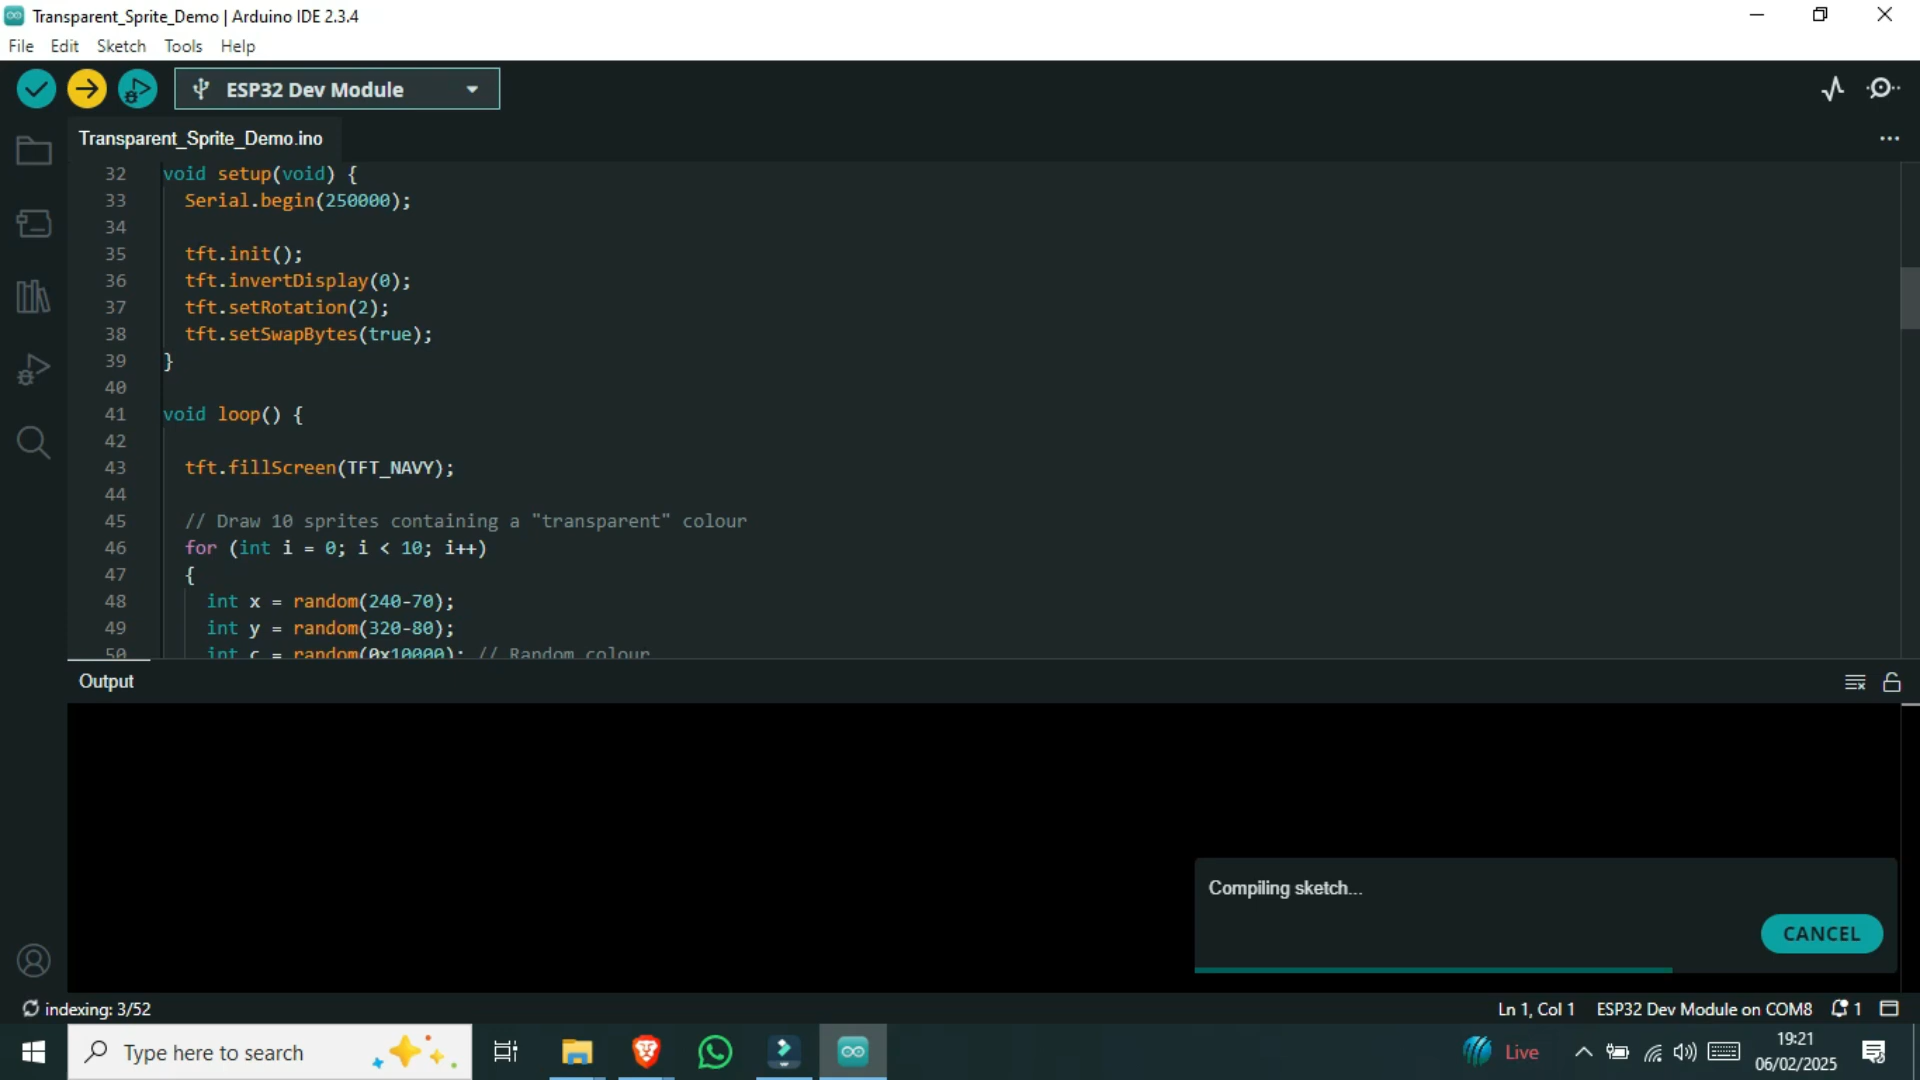 Transparent_Sprite_Demo | Arduino IDE 2.3.4
File Edit Sketch Tools Help
ESP32 Dev Module
Transparent_Sprite_Demo.ino
32 void setup(void) {
33 Serial.begin(250000);
34
35 tft.init();
36 tft.invertDisplay(0);
37 tft.setRotation(2);
38 tft.setSwapBytes(true);
39 }
40
41 void loop() {
42
43 tft.fillScreen(TFT_NAVY);
44
45 // Draw 10 sprites containing a "transparent" colour
46 for (int i = 0; i < 10; i++)
47 {
48 int x = random(240-70);
49 int y = random(320-80);
50 int c = random(0x10000); // Random colour
Output
Compiling sketch...
CANCEL
indexing: 3/52
Ln 1, Col 1 ESP32 Dev Module on COM8 1
Type here to search
Live
19:21
06/02/2025